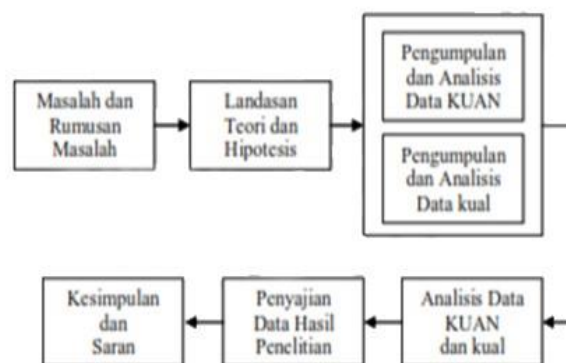 Masalah dan
Rumusan
Masalah
Landasan
Teori dan
Hipotesis
Pengumpulan
dan Analisis
Data KUAN
Pengumpulan
dan Analisis
Data kual
Analisis Data
KUAN
dan kual
Penyajian
Data Hasil
Penelitian
Kesimpulan
dan
Saran